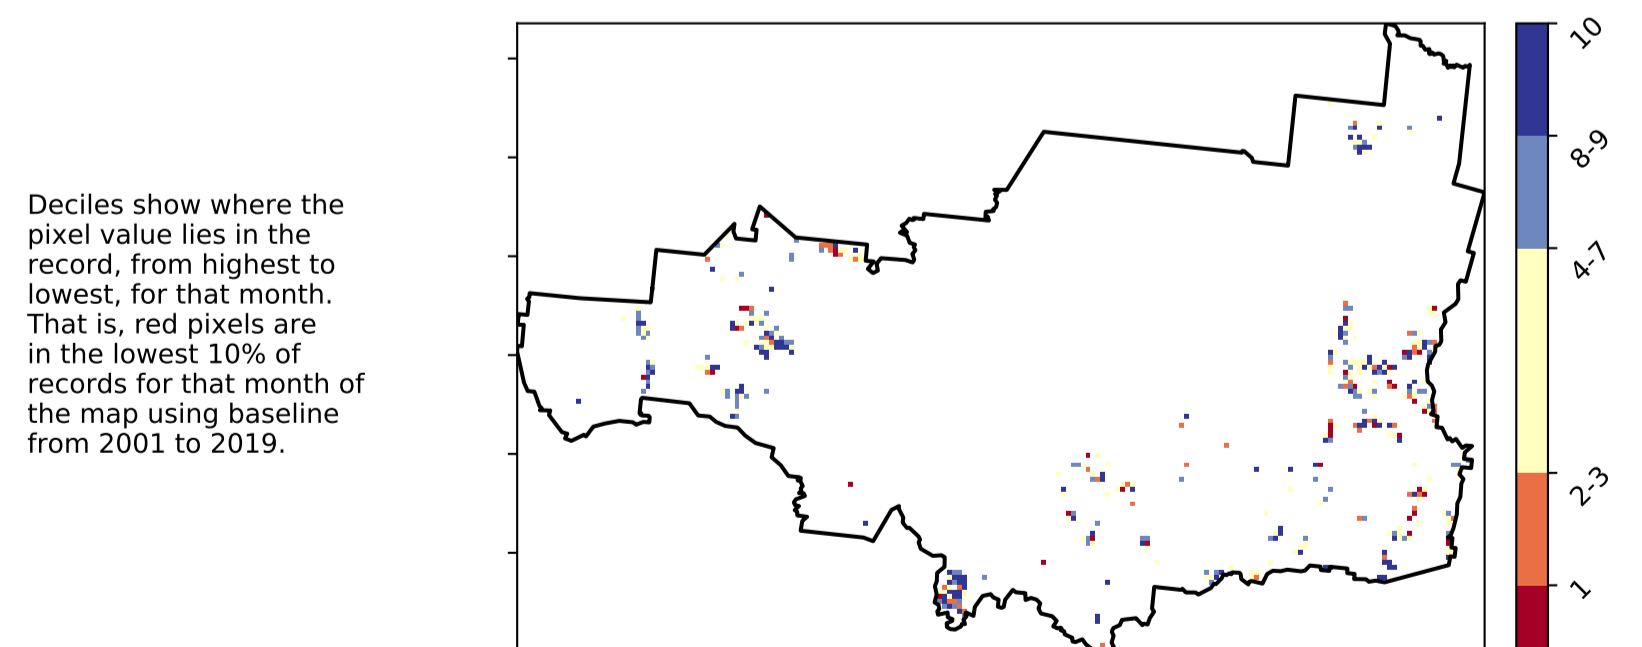 Deciles show where the
pixel value lies in the
record, from highest to
lowest, for that month.
That is, red pixels are
in the lowest 10% of
records for that month of
the map using baseline
from 2001 to 2019.
10
8-9
4-7
2-3
1